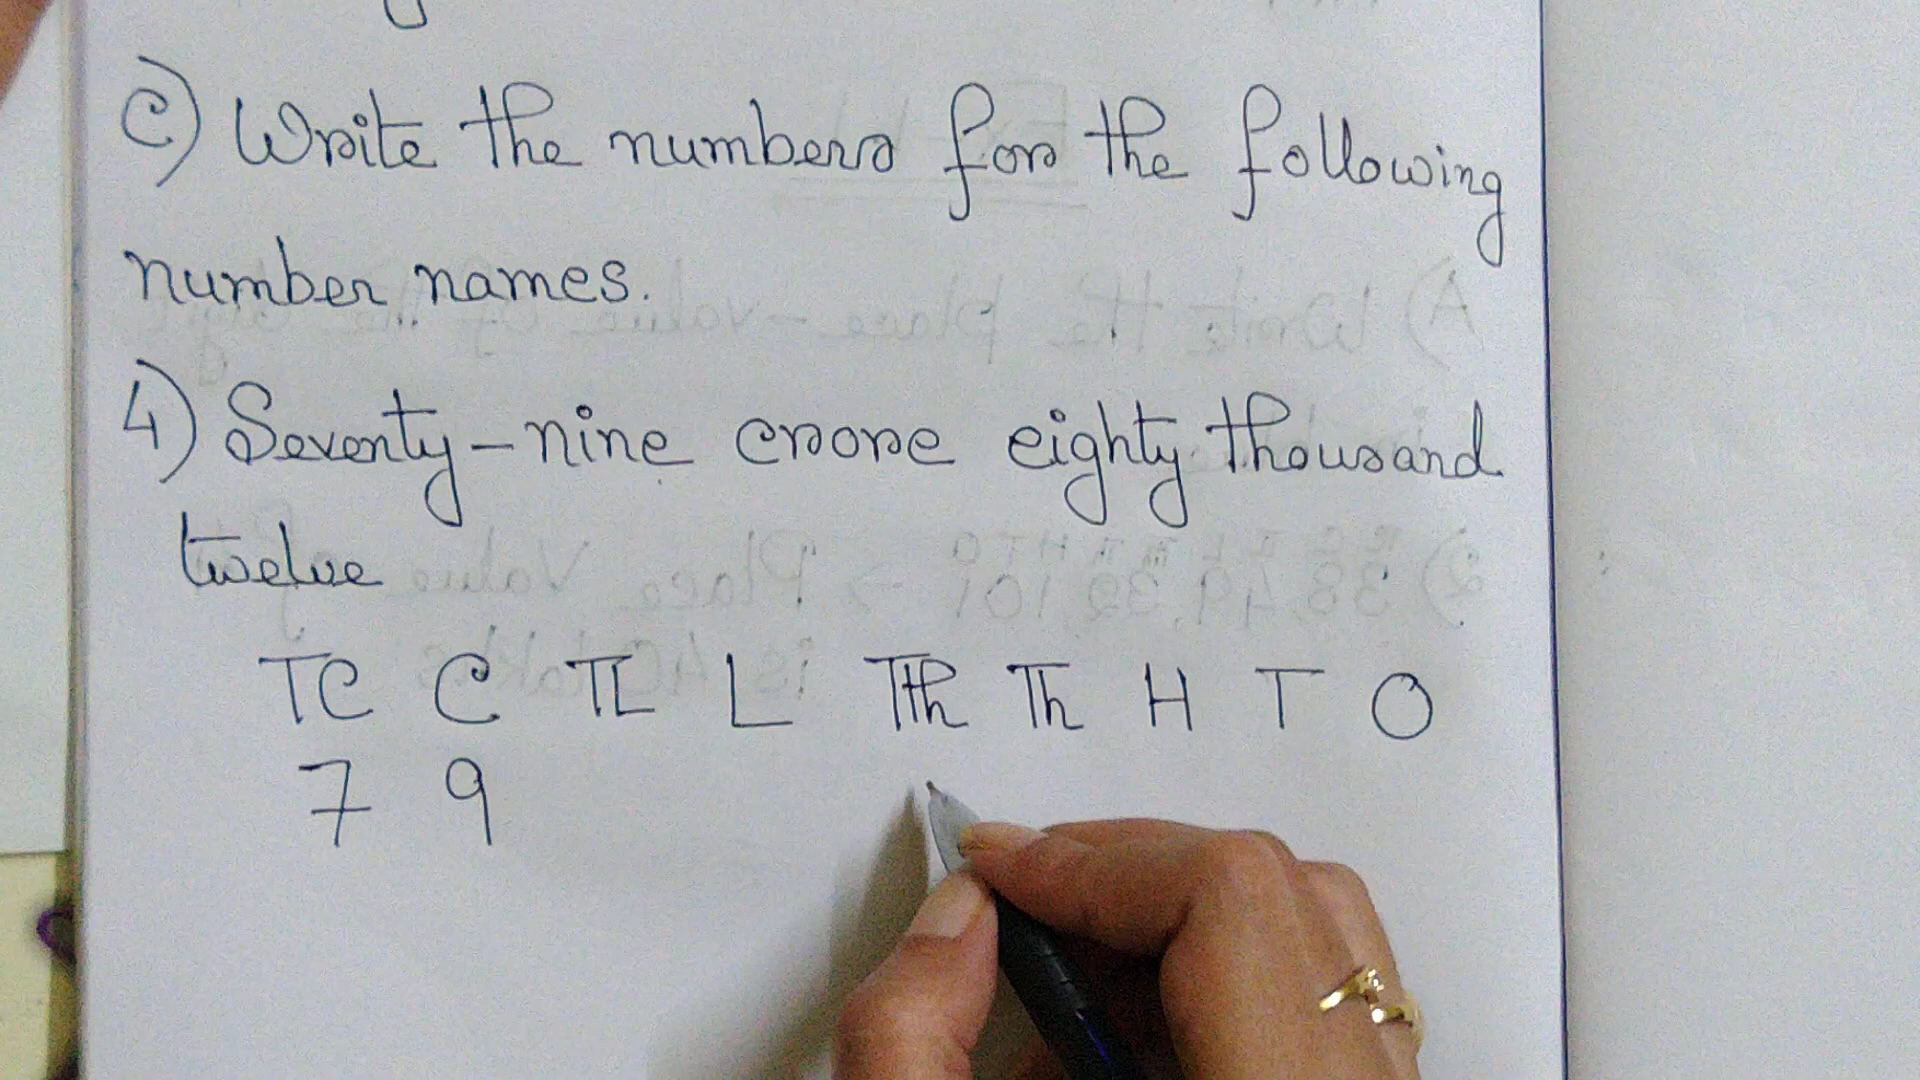 C) Write the numbers for the following
number names.
4) Seventy-nine crore eighty thousand
twelve
TC C TL L TTh Th H T O
7 9